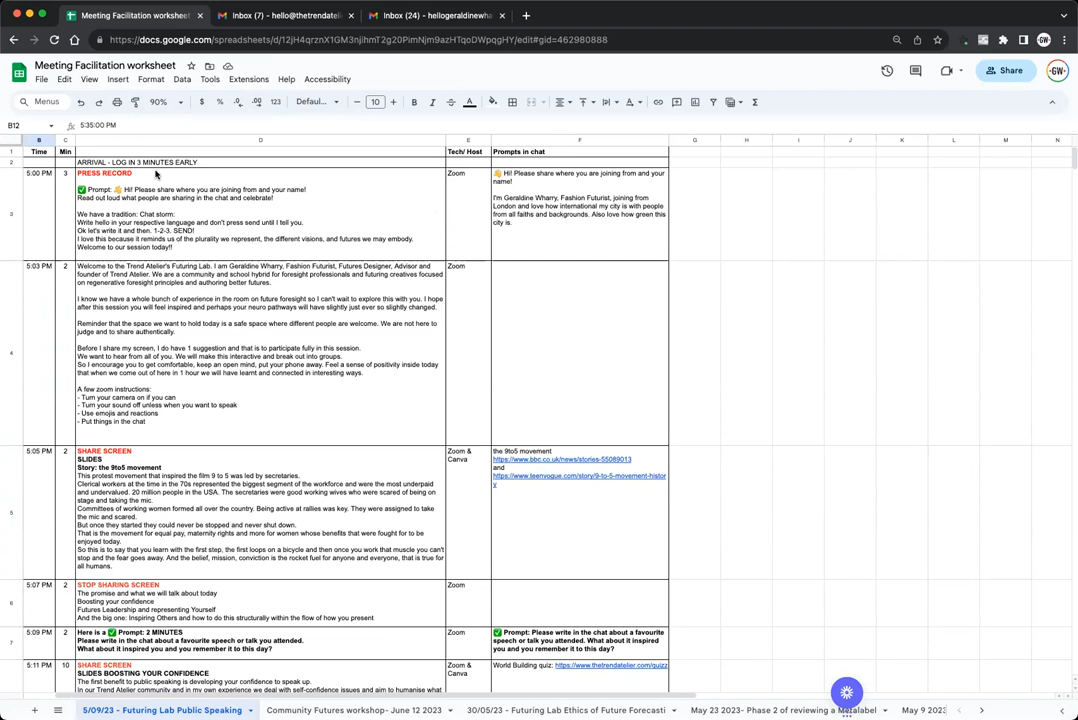 Meeting Facilitation worksheet
Inbox (7) - hello@thetrendatelie
Inbox (24) - hellogeraldinewha
https://docs.google.com/spreadsheets/d/12jH4qrznX1GM3njihmT2g20PimNjm9azHTqoDWpqgHY/edit#gid=462980888
Meeting Facilitation worksheet
File Edit View Insert Format Data Tools Extensions Help Accessibility
Share
Menus
90%
$ % .0 .00 123
Defaul...
10
B I
B12
5:35:00 PM
B C D E F G H I J K L M N
1 Time Min Tech/ Host Prompts in chat
2 ARRIVAL - LOG IN 3 MINUTES EARLY
3
5:00 PM 3
PRESS RECORD
✅ Prompt: 👋 Hi! Please share where you are joining from and your name!
Read out loud what people are sharing in the chat and celebrate!
We have a tradition: Chat storm:
Write hello in your respective language and don't press send until I tell you.
Ok let's write it and then. 1-2-3. SEND!
I love this because it reminds us of the plurality we represent, the different visions, and futures we may embody.
Welcome to our session today!!
Zoom
👋 Hi! Please share where you are joining from and your
name!
I'm Geraldine Wharry, Fashion Futurist, joining from
London and love how international my city is with people
from all faiths and backgrounds. Also love how green this
city is.
4
5:03 PM 2
Welcome to the Trend Atelier's Futuring Lab. I am Geraldine Wharry, Fashion Futurist, Futures Designer, Advisor and
founder of Trend Atelier. We are a community and school hybrid for foresight professionals and futuring creatives focused
on regenerative foresight principles and authoring better futures.
I know we have a whole bunch of experience in the room on future foresight so I can't wait to explore this with you. I hope
after this session you will feel inspired and perhaps your neuro pathways will have slightly just ever so slightly changed.
Reminder that the space we want to hold today is a safe space where different people are welcome. We are not here to
judge and to share authentically.
Before I share my screen, I do have 1 suggestion and that is to participate fully in this session.
We want to hear from all of you. We will make this interactive and break out into groups.
So I encourage you to get comfortable, keep an open mind, put your phone away. Feel a sense of positivity inside today
that when we come out of here in 1 hour we will have learnt and connected in interesting ways.
A few zoom instructions:
- Turn your camera on if you can
- Turn your sound off unless when you want to speak
- Use emojis and reactions
- Put things in the chat
Zoom
5
5:05 PM 2
SHARE SCREEN
SLIDES
Story: the 9to5 movement
This protest movement that inspired the film 9 to 5 was led by secretaries.
Clerical workers at the time in the 70s represented the biggest segment of the workforce and were the most underpaid
and undervalued. 20 million people in the USA. The secretaries were good working wives who were scared of being on
stage and taking the mic.
Committees of working women formed all over the country. Being active at rallies was key. They were assigned to take
the mic and scared.
But once they started they could never be stopped and never shut down.
That is the movement for equal pay, maternity rights and more for women whose benefits that were fought for to be
enjoyed today.
So this is to say that you learn with the first step, the first loops on a bicycle and then once you work that muscle you can't
stop and the fear goes away. And the belief, mission, conviction is the rocket fuel for anyone and everyone, that is true for
all humans.
Zoom &
Canva
the 9to5 movement
https://www.bbc.co.uk/news/stories-55089013
and
https://www.teenvogue.com/story/9-to-5-movement-histor
y
6
5:07 PM 2
STOP SHARING SCREEN
The promise and what we will talk about today
Boosting your confidence
Futures Leadership and representing Yourself
And the big one: Inspiring Others and how to do this structurally within the flow of how you present
Zoom
7
5:09 PM 2
Here is a ✅ Prompt: 2 MINUTES
Please write in the chat about a favourite speech or talk you attended.
What about it inspired you and you remember it to this day?
Zoom
✅ Prompt: Please write in the chat about a favourite
speech or talk you attended. What about it inspired
you and you remember it to this day?
5:11 PM 10
SHARE SCREEN
SLIDES BOOSTING YOUR CONFIDENCE
The first benefit to public speaking is developing your confidence to speak up.
In our Trend Atelier community and in my own experience we deal with self-confidence issues and aim to humanise what
Zoom &
Canva
World Building quiz: https://www.thetrendatelier.com/quizz
5/09/23 - Futuring Lab Public Speaking
Community Futures workshop- June 12 2023
30/05/23 - Futuring Lab Ethics of Future Forecasti
May 23 2023- Phase 2 of reviewing a Metalabel
May 9 2023